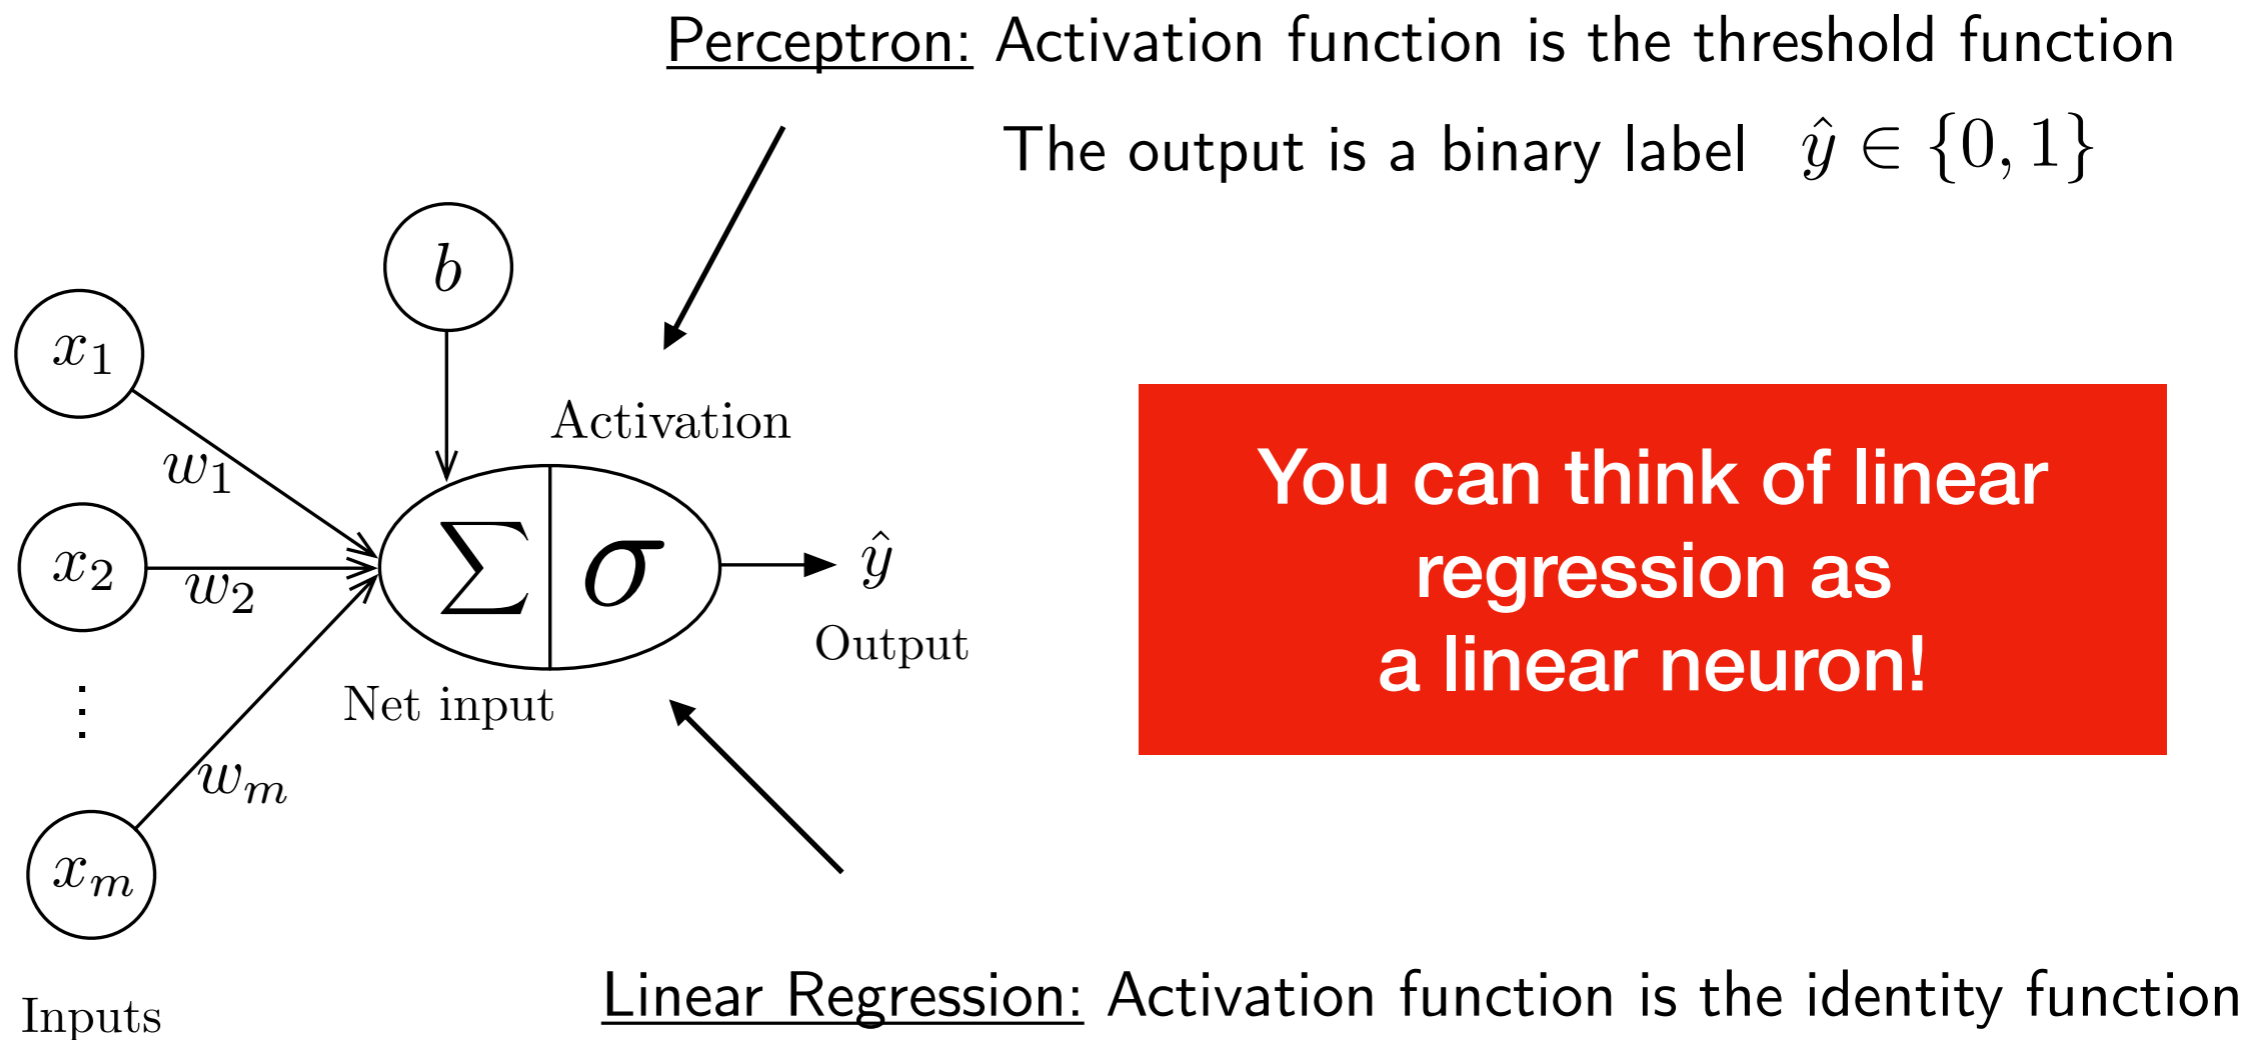 Perceptron: Activation function is the threshold function
The output is a binary label ŷ ∈ {0, 1}
b
x₁
Activation
w₁
∑ σ
ŷ
x₂
w₂
Output
⋮
Net input
wₘ
xₘ
Inputs
You can think of linear
regression as
a linear neuron!
Linear Regression: Activation function is the identity function